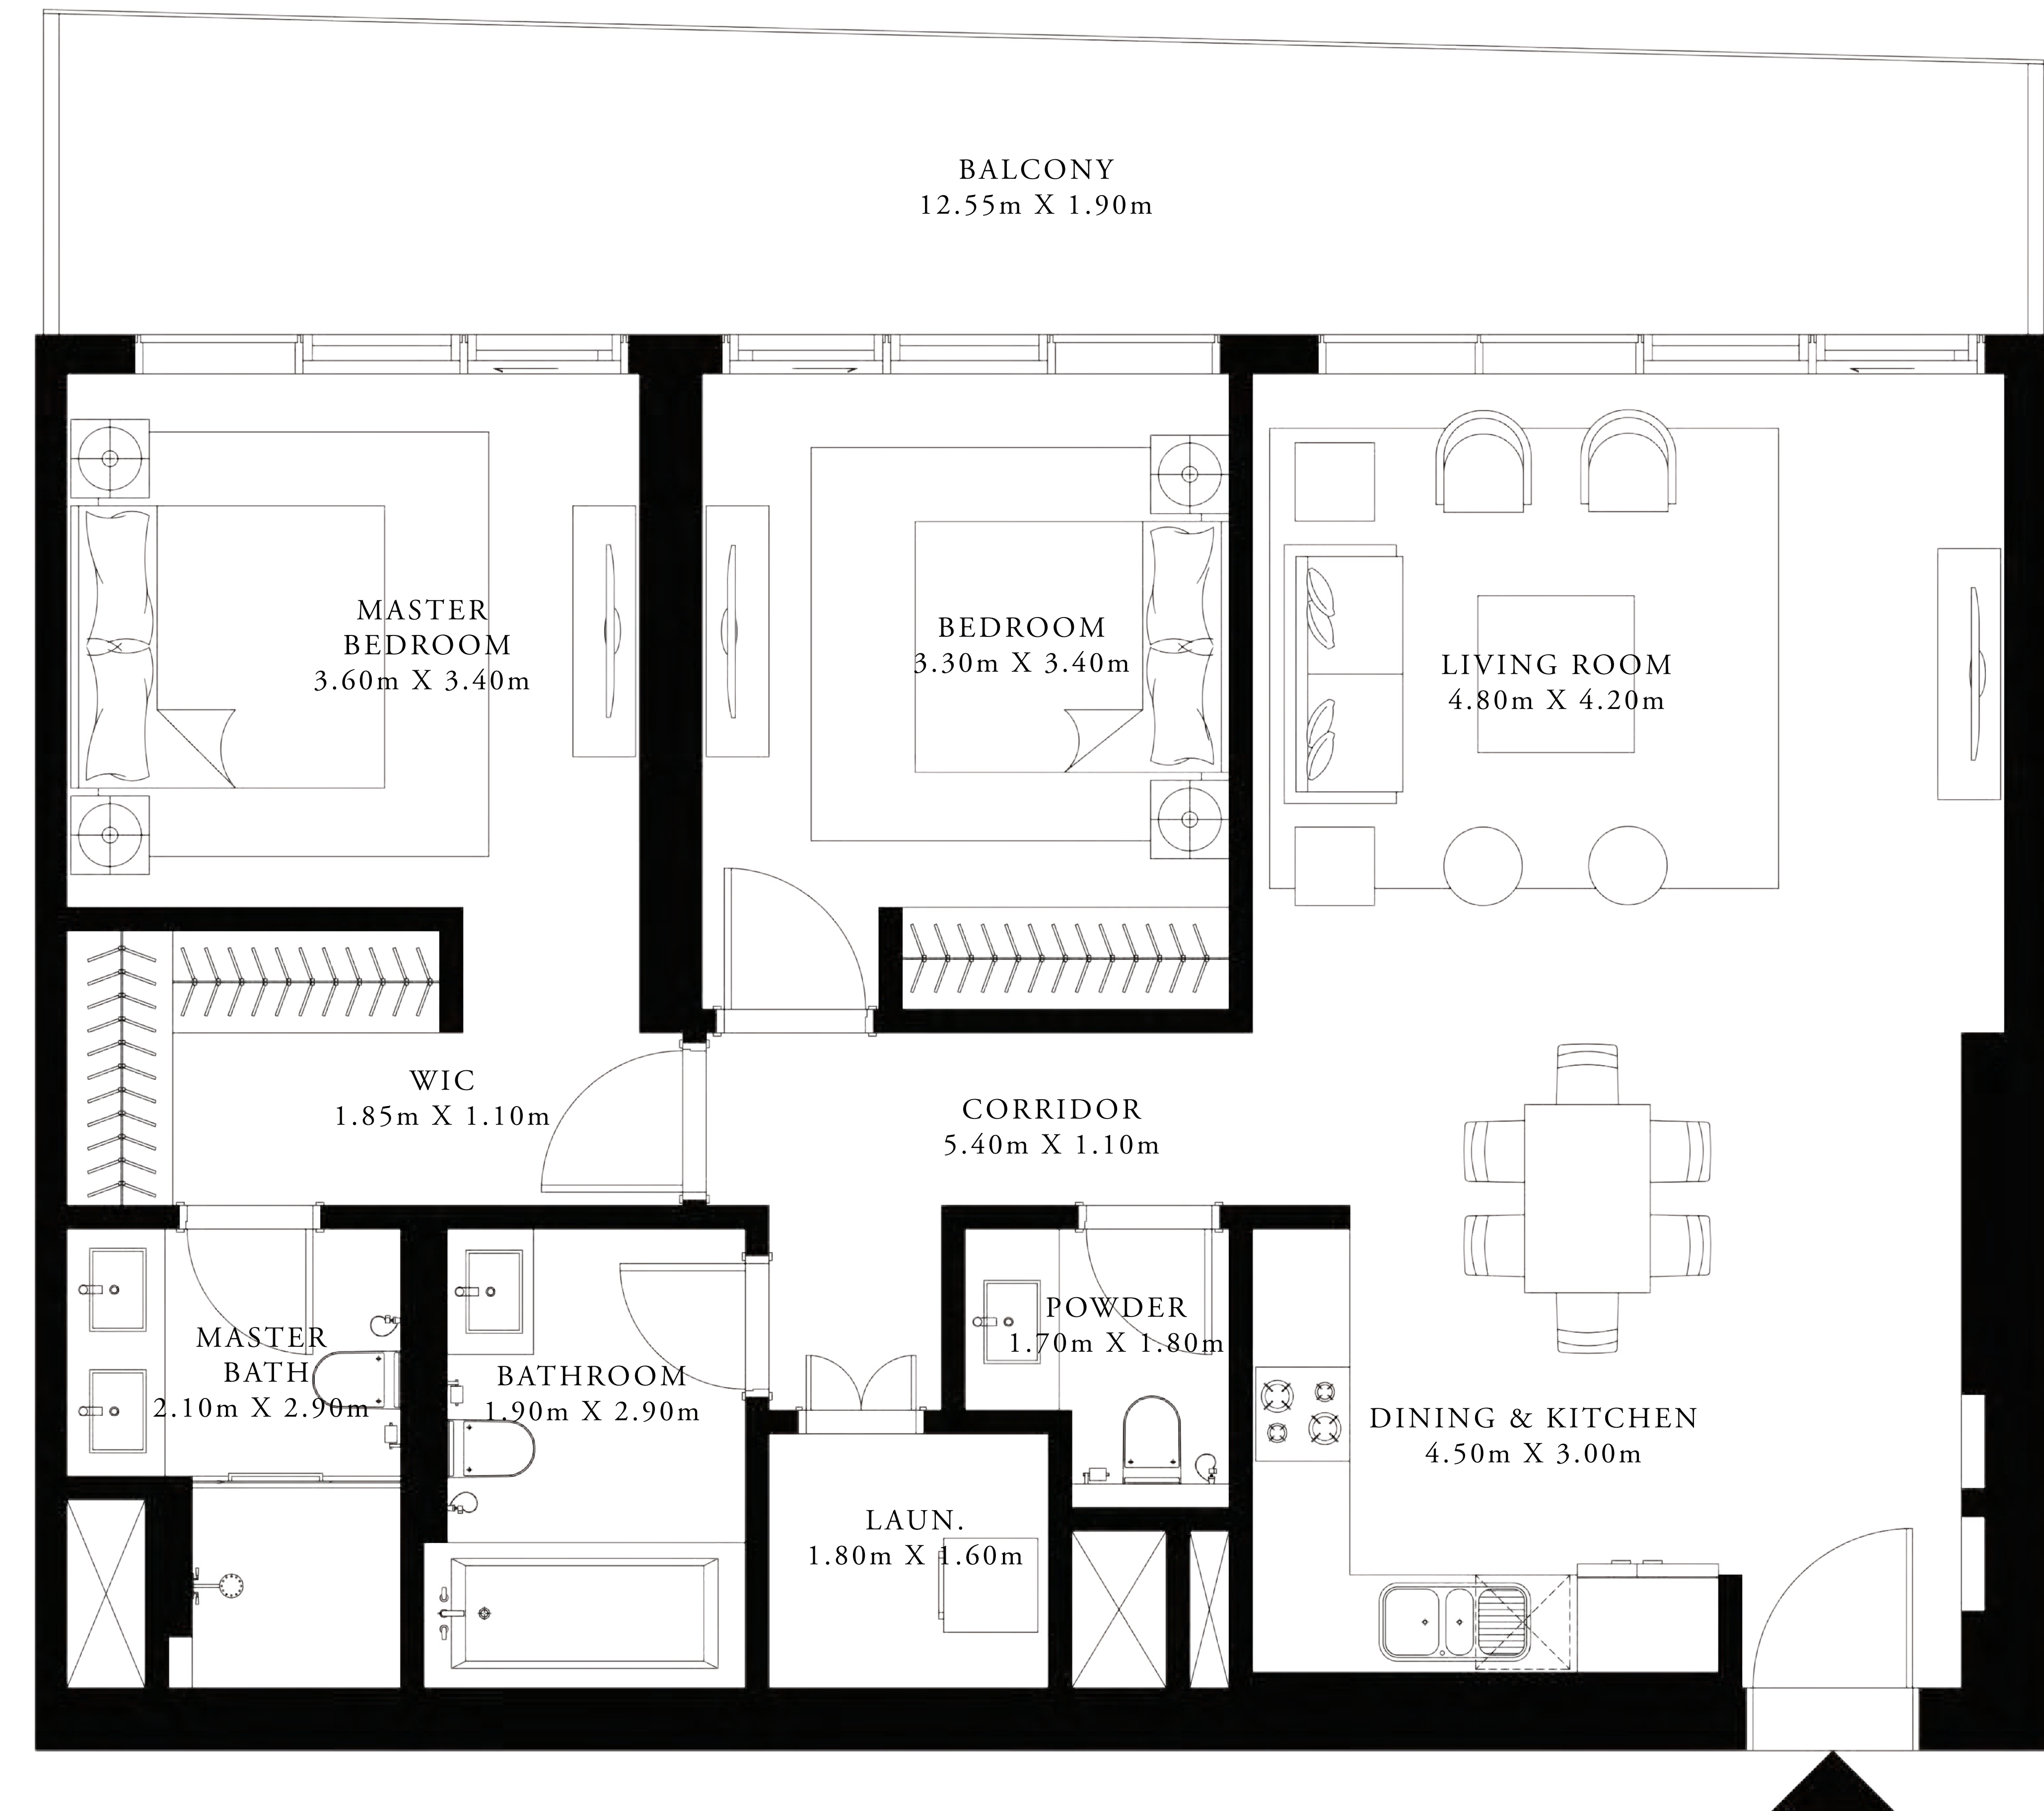 BALCONY
12.55m X 1.90m
MASTER
BEDROOM
3.60m X 3.40m
BEDROOM
3.30m X 3.40m
LIVING ROOM
4.80m X 4.20m
WIC
1.85m X 1.10m
CORRIDOR
5.40m X 1.10m
MASTER
BATH
2.10m X 2.90m
BATHROOM
1.90m X 2.90m
POWDER
1.70m X 1.80m
DINING & KITCHEN
4.50m X 3.00m
LAUN.
1.80m X 1.60m